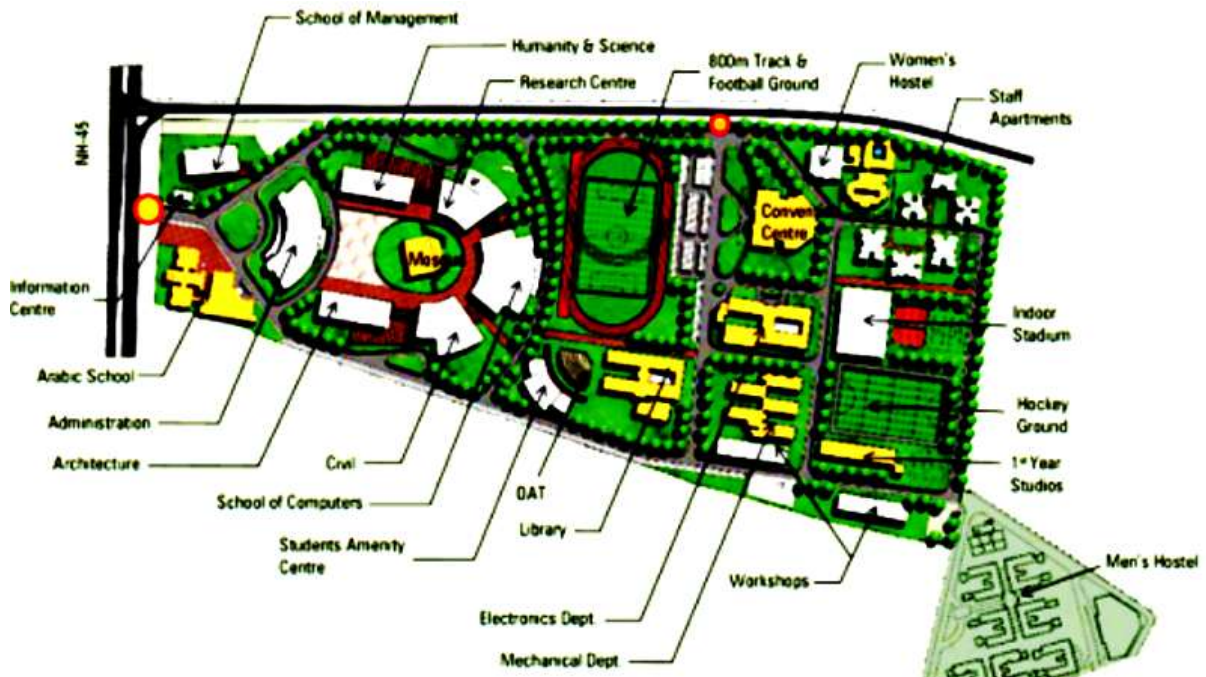 School of Management
Humanity & Science
Research Centre
800m Track &
Football Ground
Women's
Hostel
Staff
Apartments
NH-45
Conven
Centre
Mos
Information
Centre
Indoor
Stadium
Arabic School
Administration
Hockey
Ground
Architecture
Civil
1st Year
Studios
School of Computers
OAT
Library
Students Amenity
Centre
Workshops
Men's Hostel
Electronics Dept
Mechanical Dept